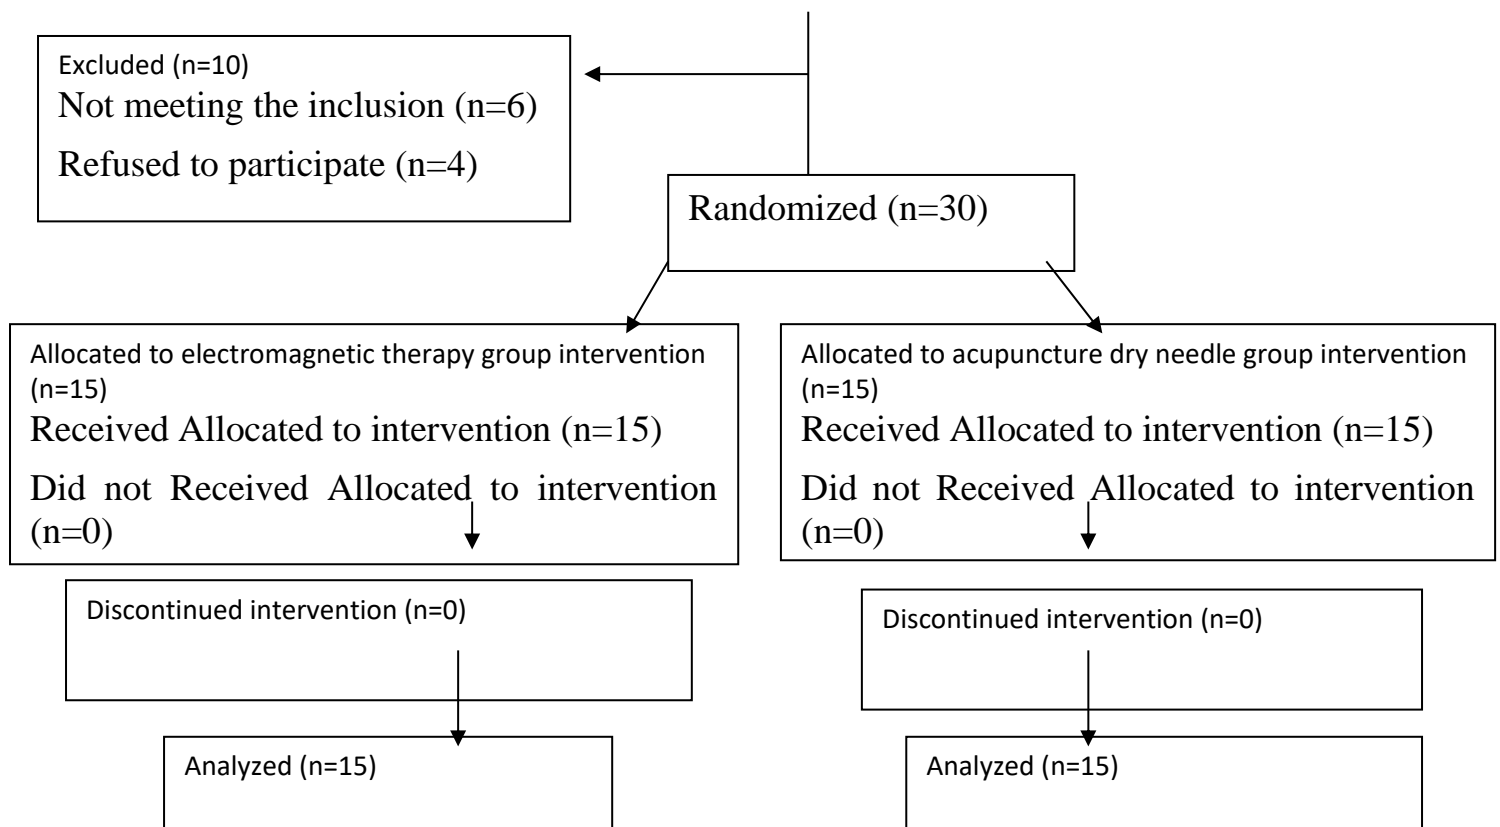 Excluded (n=10)
Not meeting the inclusion (n=6)
Refused to participate (n=4)
Randomized (n=30)
Allocated to electromagnetic therapy group intervention
(n=15)
Received Allocated to intervention (n=15)
Did not Received Allocated to intervention
(n=0)
Allocated to acupuncture dry needle group intervention
(n=15)
Received Allocated to intervention (n=15)
Did not Received Allocated to intervention
(n=0)
Discontinued intervention (n=0)
Discontinued intervention (n=0)
Analyzed (n=15)
Analyzed (n=15)